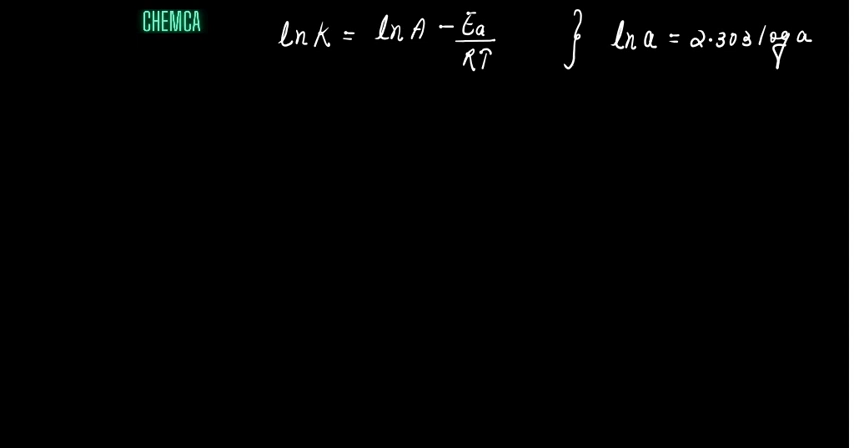 CHEMCA
ln K = ln A - Ea/RT } ln a = 2.303 log a